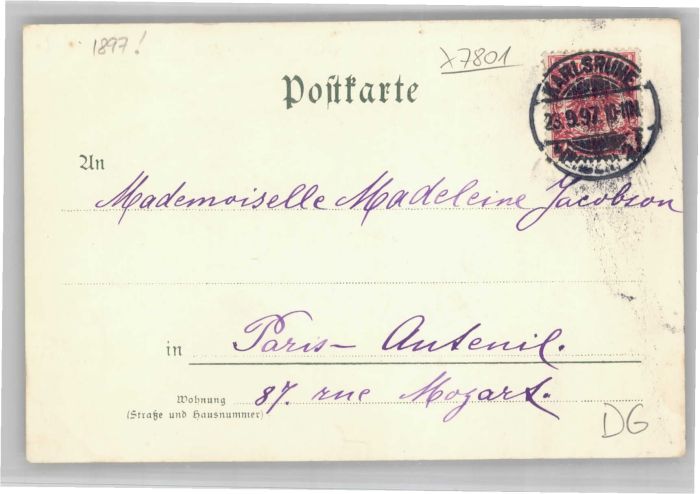 1897!
X7801
Postkarte
KARLSRUHE
23.9.97.
An
Mademoiselle Madeleine Jacobson
in Paris-Auteuil.
Wohnung
(Straße und Hausnummer)
87. rue Mozart.
DG